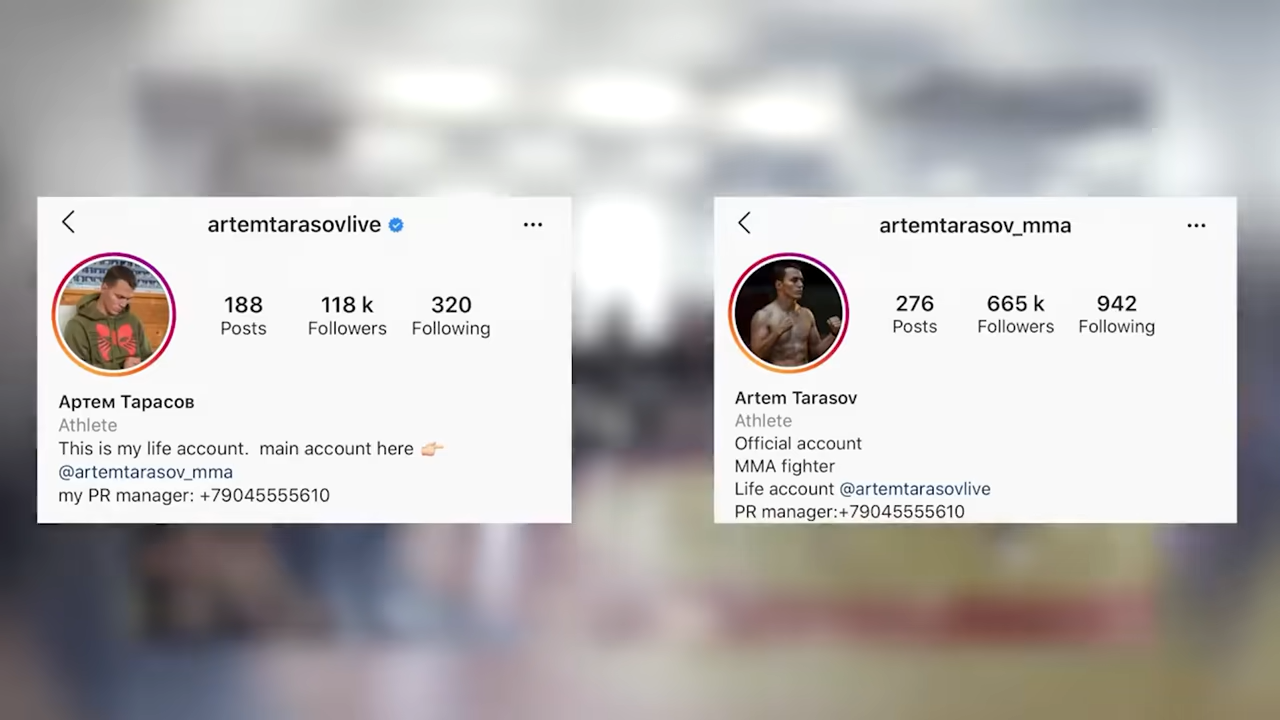 artemtarasovlive
188
118 k
320
Posts
Followers
Following
Артем Тарасов
Athlete
This is my life account.  main account here 👉🏻
@artemtarasov_mma
my PR manager: +79045555610
artemtarasov_mma
276
665 k
942
Posts
Followers
Following
Artem Tarasov
Athlete
Official account
MMA fighter
Life account @artemtarasovlive
PR manager:+79045555610